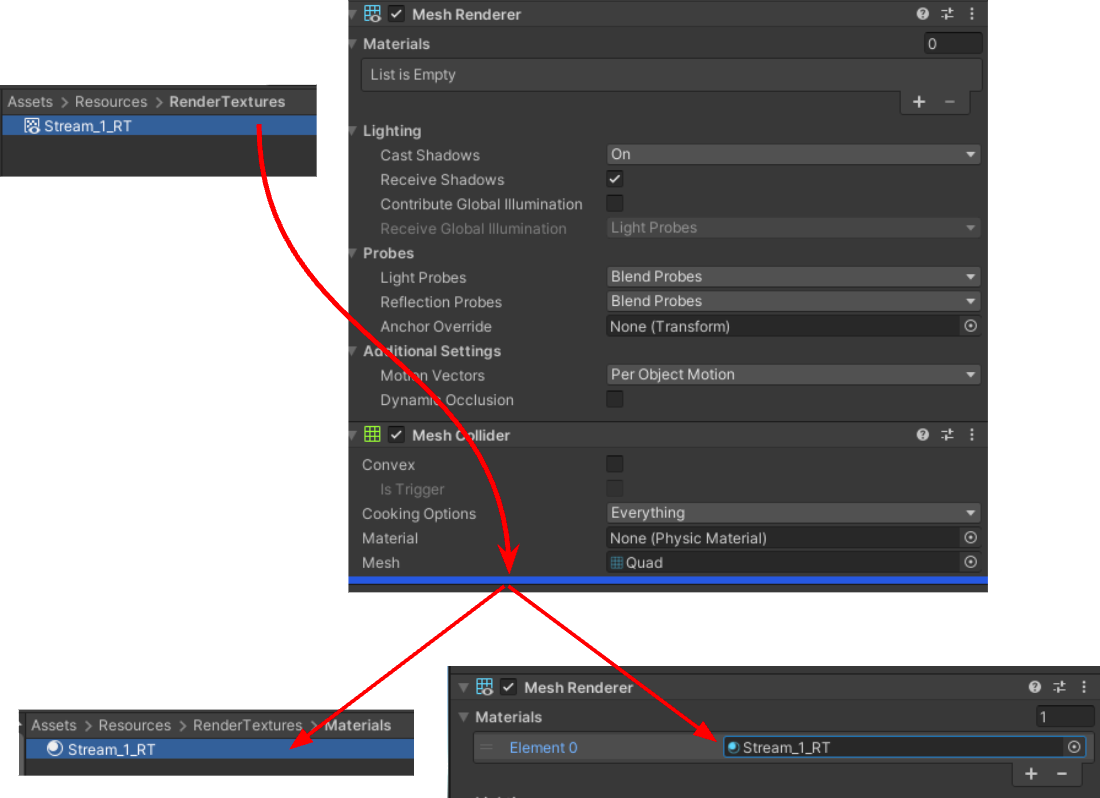 Mesh Renderer
Materials 0
List is Empty
Assets > Resources > RenderTextures
Stream_1_RT
Lighting
Cast Shadows On
Receive Shadows
Contribute Global Illumination
Receive Global Illumination Light Probes
Probes
Light Probes Blend Probes
Reflection Probes Blend Probes
Anchor Override None (Transform)
Additional Settings
Motion Vectors Per Object Motion
Dynamic Occlusion
Mesh Collider
Convex
Is Trigger
Cooking Options Everything
Material None (Physic Material)
Mesh Quad
Assets > Resources > RenderTextures > Materials
Stream_1_RT
Mesh Renderer
Materials 1
Element 0 Stream_1_RT